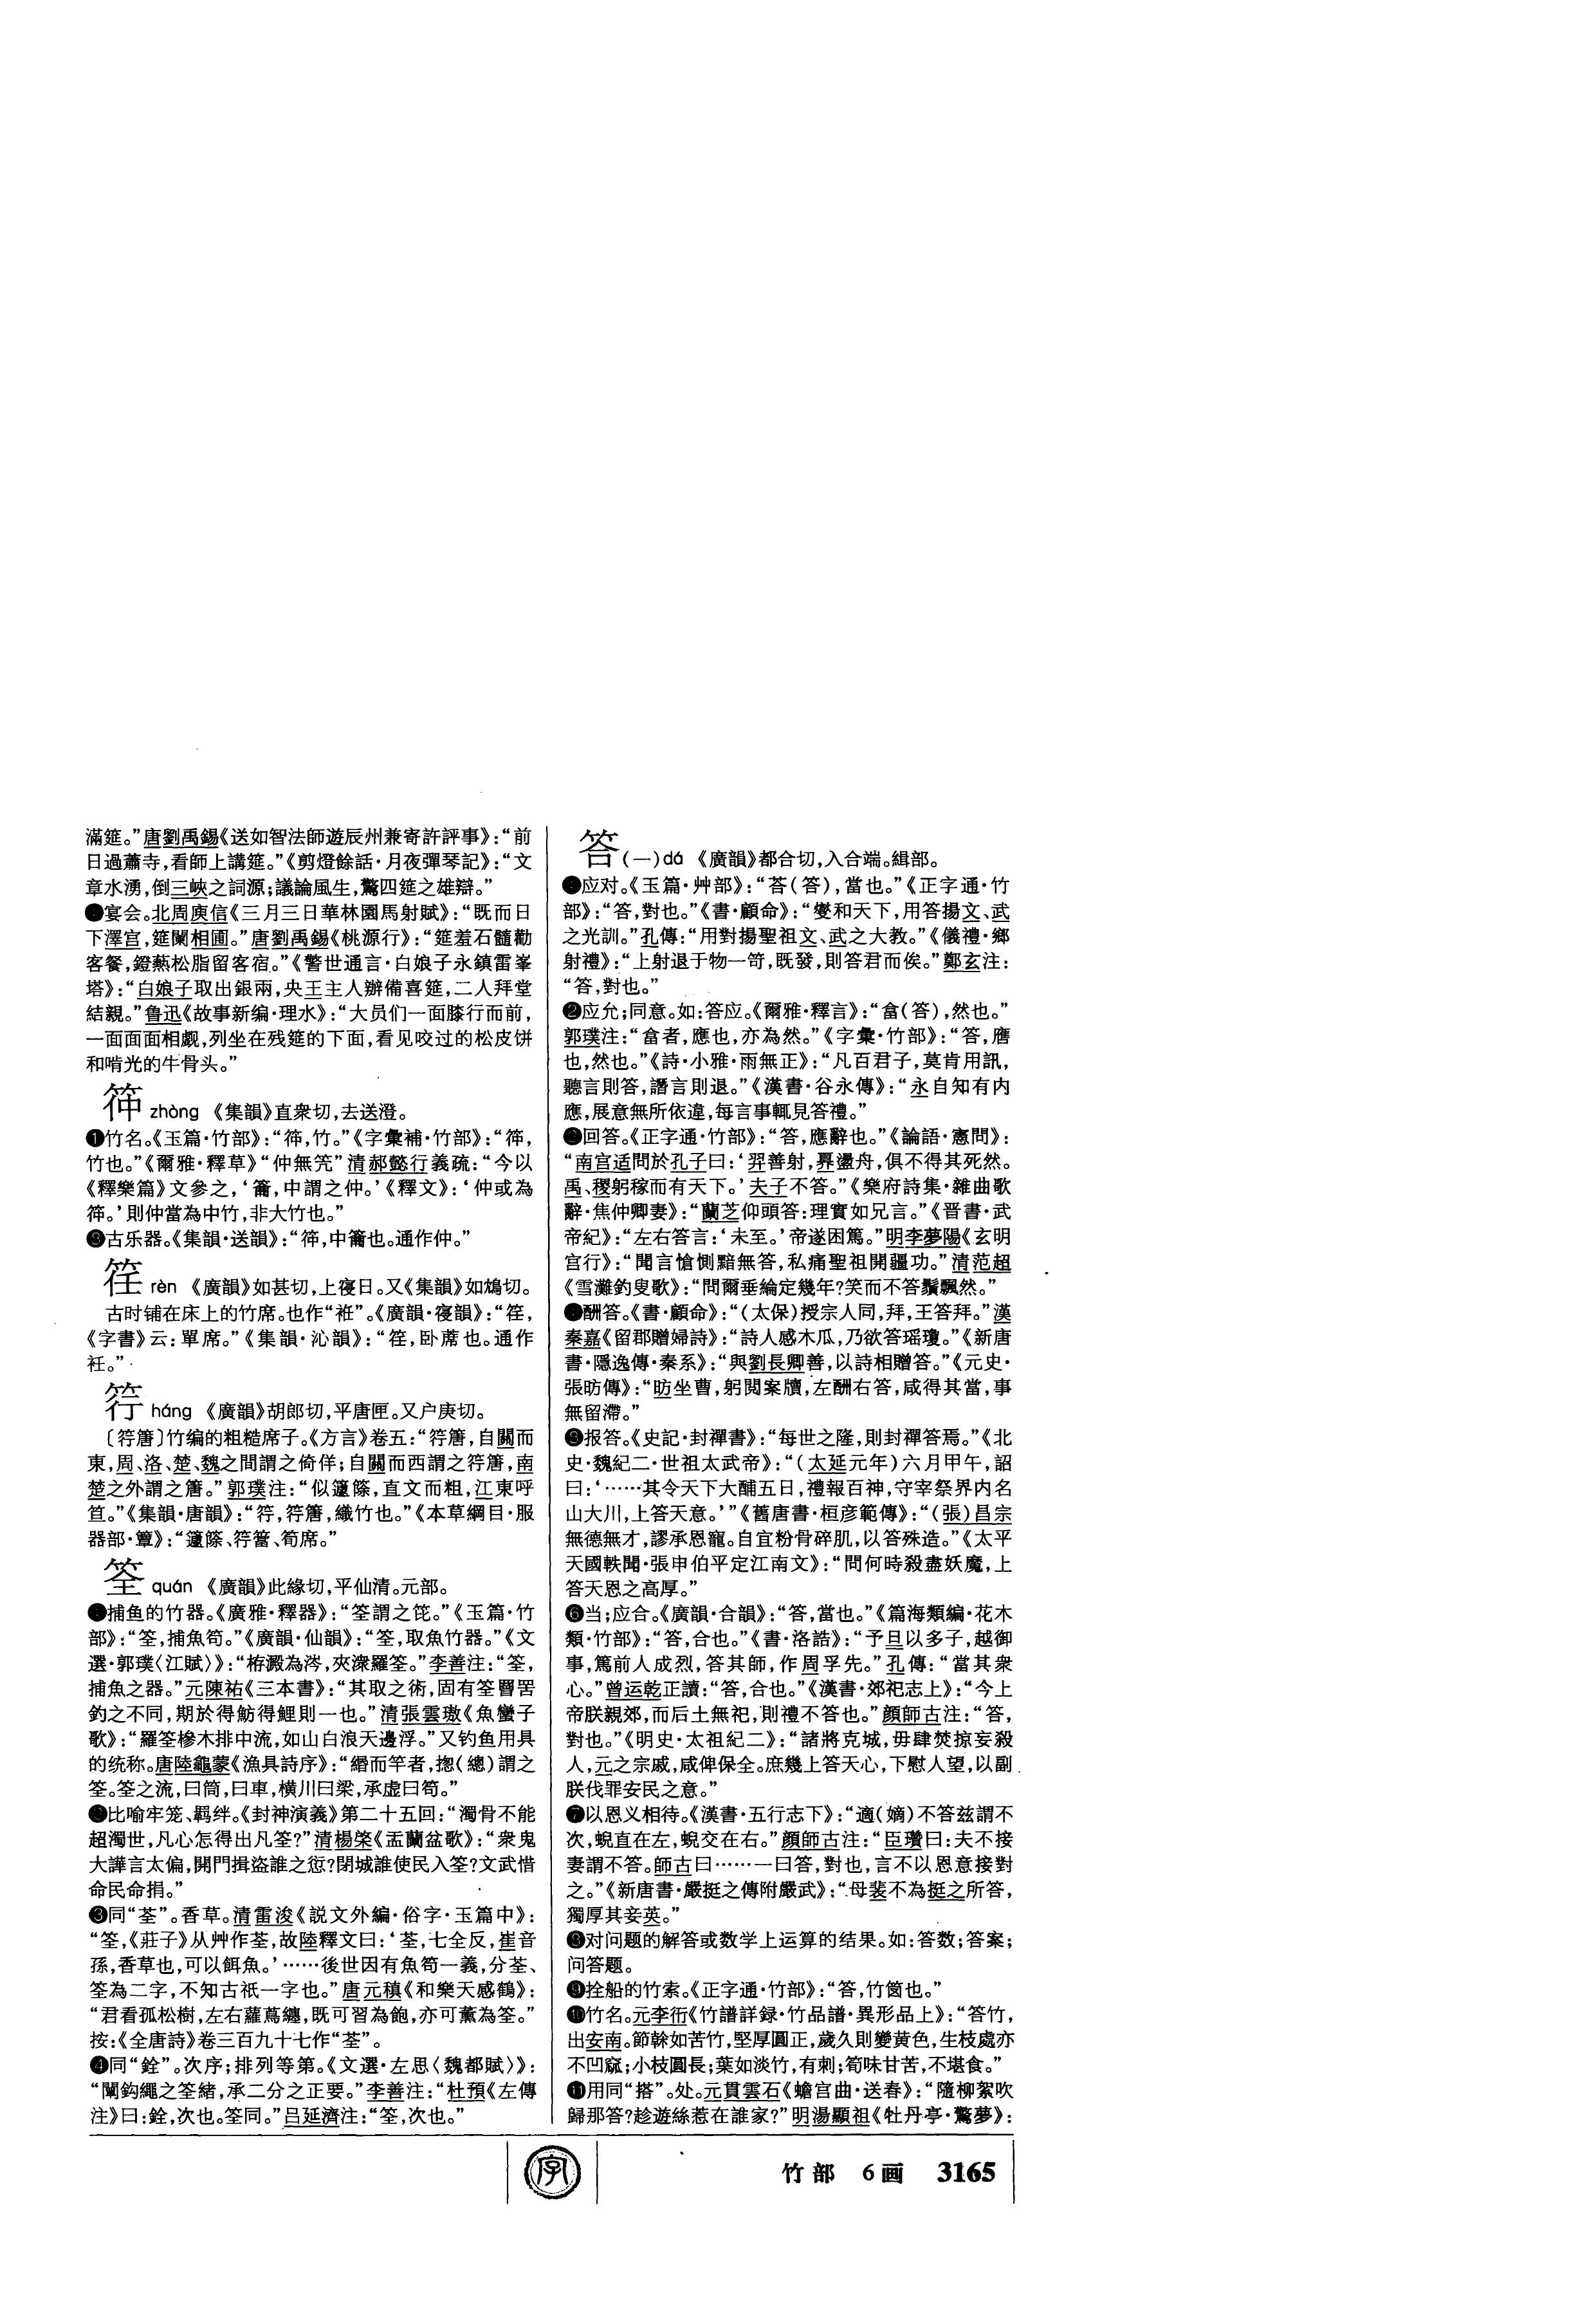 滿筵。”唐劉禹錫《送如智法師遊辰州兼寄許評事》：“前
日過蕭寺，看師上講筵。”《剪燈餘話·月夜彈琴記》：“文
章水湧，倒三峽之詞源；議論風生，驚四筵之雄辯。”
宴会。北周庾信《三月三日華林園馬射賦》：“既而日
下澤宫，筵闌相圃。”唐劉禹錫《桃源行》：“筵羞石髓勸
客餐，鐙爇松脂留客宿。”《警世通言·白娘子永鎮雷峯
塔》：“白娘子取出銀兩，央王主人辦備喜筵，二人拜堂
結親。”鲁迅《故事新编·理水》：“大员们一面膝行而前，
一面面面相觑，列坐在残筵的下面，看见咬过的松皮饼
和啃光的牛骨头。”
筗 zhòng 《集韻》直衆切，去送澄。
❶竹名。《玉篇·竹部》：“筗，竹。”《字彙補·竹部》：“筗，
竹也。”《爾雅·釋草》“仲無笐”清郝懿行義疏：“今以
《釋樂篇》文參之，‘籥，中謂之仲。’《釋文》：‘仲或為
筗。’則仲當為中竹，非大竹也。”
古乐器。《集韻·送韻》：“筗，中籥也。通作仲。”
𥬞 rèn 《廣韻》如甚切，上寑日。又《集韻》如鴆切。
古时铺在床上的竹席。也作“袵”。《廣韻·寑韻》：“𥬞，
《字書》云：單席。”《集韻·沁韻》：“𥬞，卧蓆也。通作
衽。”
筕 háng 《廣韻》胡郎切，平唐匣。又户庚切。
〔筕篖〕竹编的粗糙席子。《方言》卷五：“筕篖，自關而
東，周、洛、楚、魏之間謂之倚佯；自關而西謂之筕篖，南
楚之外謂之篖。”郭璞注：“似籧篨，直文而粗，江東呼
笪。”《集韻·唐韻》：“筕，筕篖，織竹也。”《本草綱目·服
器部·簟》：“籧篨、筕簹、筍席。”
筌 quán 《廣韻》此緣切，平仙清。元部。
捕鱼的竹器。《廣雅·釋器》：“筌謂之笓。”《玉篇·竹
部》：“筌，捕魚笱。”《廣韻·仙韻》：“筌，取魚竹器。”《文
選·郭璞〈江賦〉》：“栫澱為涔，夾潨羅筌。”李善注：“筌，
捕魚之器。”元陳祐《三本書》：“其取之術，固有筌罾罟
釣之不同，期於得魴得鯉則一也。”清張雲璈《魚蠻子
歌》：“羅筌槮木排中流，如山白浪天邊浮。”又钓鱼用具
的统称。唐陸龜蒙《漁具詩序》：“緡而竿者，揔（總）謂之
筌。筌之流，曰筒，曰車，横川曰梁，承虚曰笱。”
❷比喻牢笼、羁绊。《封神演義》第二十五回：“濁骨不能
超濁世，凡心怎得出凡筌？”清楊棨《盂蘭盆歌》：“衆鬼
大譁言太偏，開門揖盜誰之愆？閉城誰使民入筌？文武惜
命民命捐。”
❸同“荃”。香草。清雷浚《説文外編·俗字·玉篇中》：
“筌，《莊子》从艸作荃，故陸釋文曰：‘荃，七全反，崔音
孫，香草也，可以餌魚。’……後世因有魚笱一義，分荃、
筌為二字，不知古祇一字也。”唐元稹《和樂天感鶴》：
“君看孤松樹，左右蘿蔦纏，既可習為飽，亦可薰為筌。”
按：《全唐诗》卷三百九十七作“荃”。
❹同“銓”。次序；排列等第。《文選·左思〈魏都賦〉》：
“闡鈎繩之筌緒，承二分之正要。”李善注：“杜預《左傳
注》曰：銓，次也。筌同。”吕延濟注：“筌，次也。”
答 （一）dá 《廣韻》都合切，入合端。緝部。
应对。《玉篇·艸部》：“荅（答），當也。”《正字通·竹
部》：“答，對也。”《書·顧命》：“燮和天下，用答揚文、武
之光訓。”孔傳：“用對揚聖祖文、武之大教。”《儀禮·鄉
射禮》：“上射退于物一笴，既發，則答君而俟。”鄭玄注：
“答，對也。”
❷应允；同意。如：答应。《爾雅·釋言》：“畣（答），然也。”
郭璞注：“畣者，應也，亦為然。”《字彙·竹部》：“答，譍
也，然也。”《詩·小雅·雨無正》：“凡百君子，莫肯用訊，
聽言則答，譖言則退。”《漢書·谷永傳》：“永自知有内
應，展意無所依違，每言事輒見答禮。”
回答。《正字通·竹部》：“答，應辭也。”《論語·憲問》：
“南宫适問於孔子曰：‘羿善射，奡盪舟，俱不得其死然。
禹、稷躬稼而有天下。’夫子不答。”《樂府詩集·雜曲歌
辭·焦仲卿妻》：“蘭芝仰頭答：理實如兄言。”《晋書·武
帝紀》：“左右答言：‘未至。’帝遂困篤。”明李夢陽《玄明
宫行》：“聞言愴惻黯無答，私痛聖祖開疆功。”清范超
《雪灘釣叟歌》：“問爾垂綸定幾年？笑而不答鬚飄然。”
酬答。《書·顧命》：“（太保）授宗人同，拜，王答拜。”漢
秦嘉《留郡贈婦詩》：“詩人感木瓜，乃欲答瑶瓊。”《新唐
書·隱逸傳·秦系》：“與劉長卿善，以詩相贈答。”《元史·
張昉傳》：“昉坐曹，躬閲案牘，左酬右答，咸得其當，事
無留滯。”
报答。《史記·封禪書》：“每世之隆，則封禪答焉。”《北
史·魏紀二·世祖太武帝》：“（太延元年）六月甲午，詔
曰：‘……其令天下大酺五日，禮報百神，守宰祭界内名
山大川，上答天意。’”《舊唐書·桓彦範傳》：“（張）昌宗
無德無才，謬承恩寵。自宜粉骨碎肌，以答殊造。”《太平
天國軼聞·張申伯平定江南文》：“問何時殺盡妖魔，上
答天恩之高厚。”
❻当；应合。《廣韻·合韻》：“答，當也。”《篇海類編·花木
類·竹部》：“答，合也。”《書·洛誥》：“予旦以多子，越御
事，篤前人成烈，答其師，作周孚先。”孔傳：“當其衆
心。”曾运乾正讀：“答，合也。”《漢書·郊祀志上》：“今上
帝朕親郊，而后土無祀，則禮不答也。”顔師古注：“答，
對也。”《明史·太祖紀二》：“諸將克城，毋肆焚掠妄殺
人，元之宗戚，咸俾保全。庶幾上答天心，下慰人望，以副
朕伐罪安民之意。”
❼以恩义相待。《漢書·五行志下》：“適（嫡）不答兹謂不
次，蜺直在左，蜺交在右。”顔師古注：“臣瓚曰：夫不接
妻謂不答。師古曰……一曰答，對也，言不以恩意接對
之。”《新唐書·嚴挺之傳附嚴武》：“母裴不為挺之所答，
獨厚其妾英。”
对问题的解答或数学上运算的结果。如：答数；答案；
问答题。
❾拴船的竹索。《正字通·竹部》：“答，竹䈏也。”
❿竹名。元李衎《竹譜詳録·竹品譜·異形品上》：“答竹，
出安南。節幹如苦竹，堅厚圓正，歲久則變黄色，生枝處亦
不凹窳；小枝圓長；葉如淡竹，有刺；筍味甘苦，不堪食。”
⓫用同“搭”。处。元貫雲石《蟾宫曲·送春》：“隨柳絮吹
歸那答？趁遊絲惹在誰家？”明湯顯祖《牡丹亭·驚夢》：
字
竹部 6画 3165